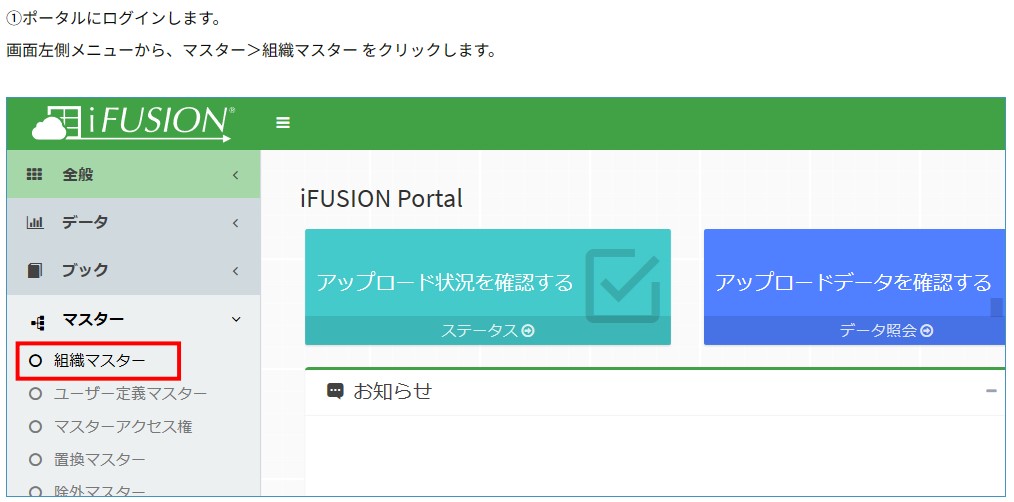 ①ポータルにログインします。
画面左側メニューから、マスター＞組織マスター をクリックします。
iFUSION®
全般
データ
ブック
マスター
組織マスター
ユーザー定義マスター
マスターアクセス権
置換マスター
除外マスター
iFUSION Portal
アップロード状況を確認する
ステータス
アップロードデータを確認する
データ照会
お知らせ